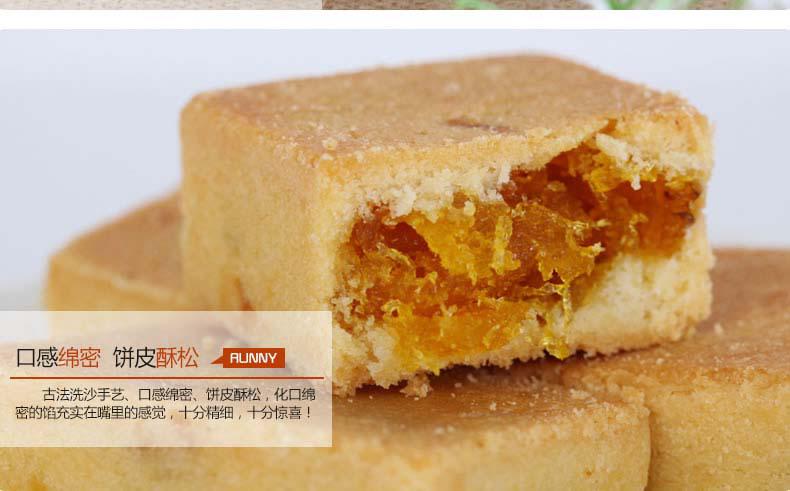 口感绵密 饼皮酥松 RUNNY
古法洗沙手艺、口感绵密、饼皮酥松，化口绵
密的馅充实在嘴里的感觉，十分精细，十分惊喜！